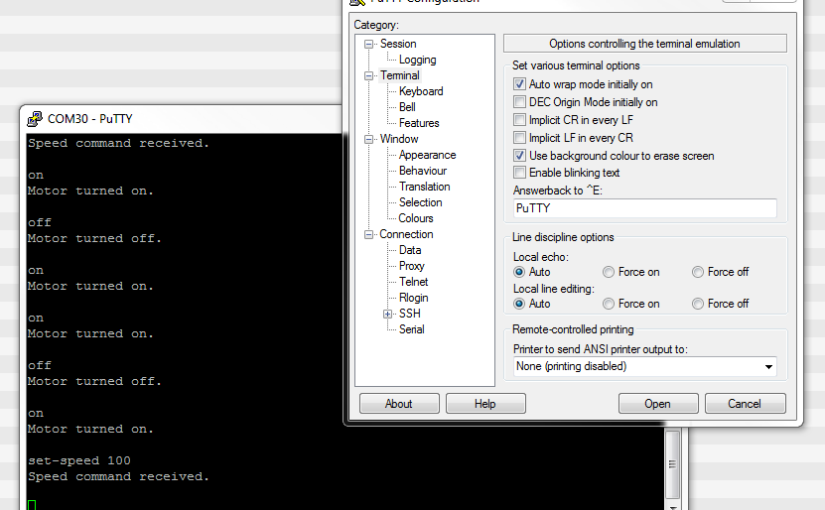 PuTTY Configuration
Category:
Session
Logging
Terminal
Keyboard
Bell
Features
Window
Appearance
Behaviour
Translation
Selection
Colours
Connection
Data
Proxy
Telnet
Rlogin
SSH
Serial
Options controlling the terminal emulation
Set various terminal options
Auto wrap mode initially on
DEC Origin Mode initially on
Implicit CR in every LF
Implicit LF in every CR
Use background colour to erase screen
Enable blinking text
Answerback to ^E:
PuTTY
Line discipline options
Local echo:
Auto Force on Force off
Local line editing:
Auto Force on Force off
Remote-controlled printing
Printer to send ANSI printer output to:
None (printing disabled)
About Help Open Cancel
COM30 - PuTTY
Speed command received.
on
Motor turned on.
off
Motor turned off.
on
Motor turned on.
on
Motor turned on.
off
Motor turned off.
on
Motor turned on.
set-speed 100
Speed command received.